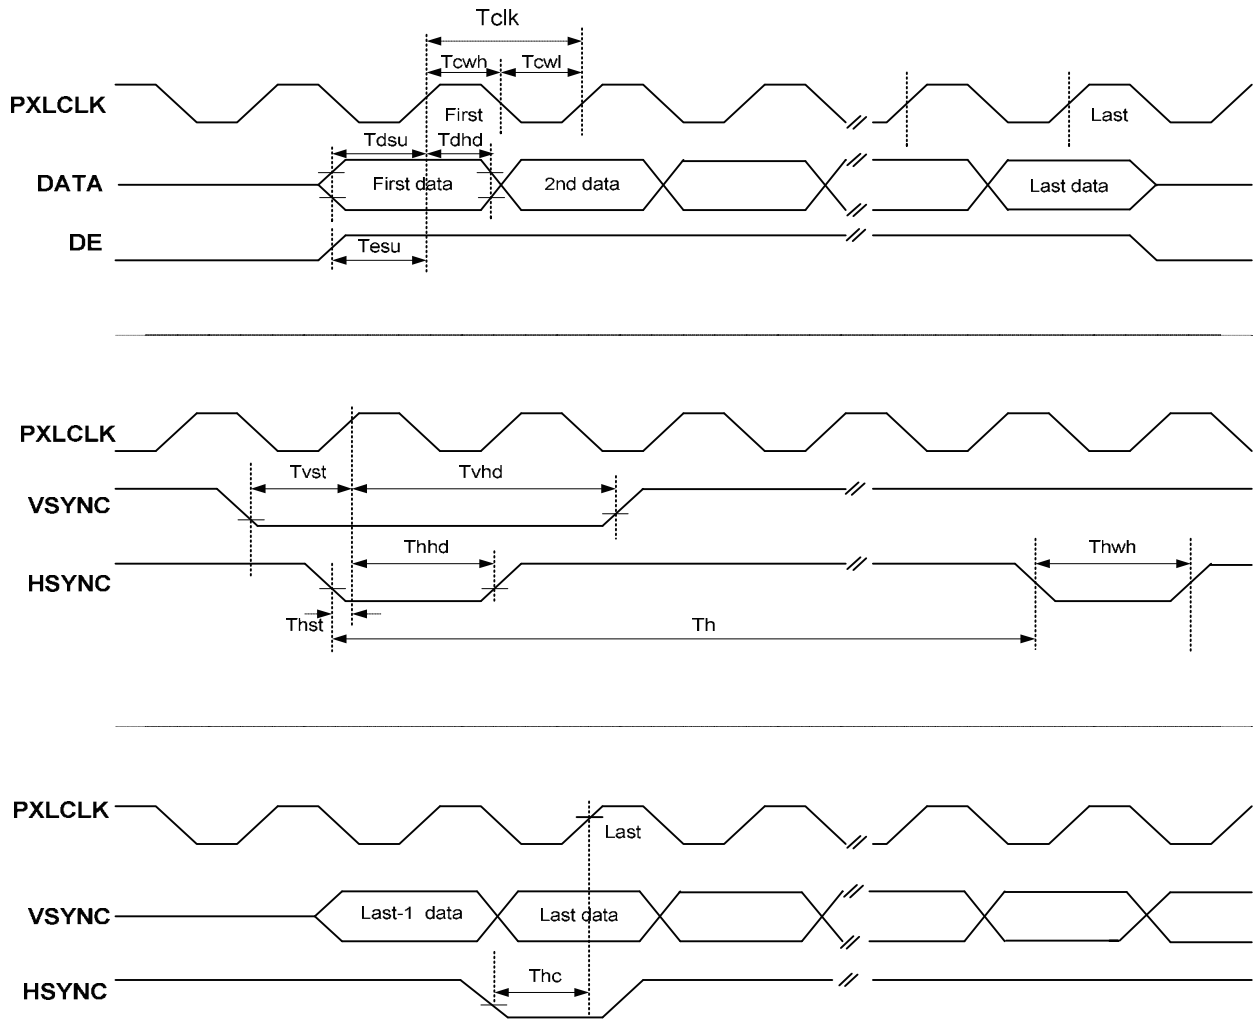 Tclk
Tcwh Tcwl
PXLCLK First Last
Tdsu Tdhd
DATA First data 2nd data Last data
DE Tesu
PXLCLK
Tvst Tvhd
VSYNC
Thhd Thwh
HSYNC
Thst Th
PXLCLK
Last
VSYNC Last-1 data Last data
Thc
HSYNC